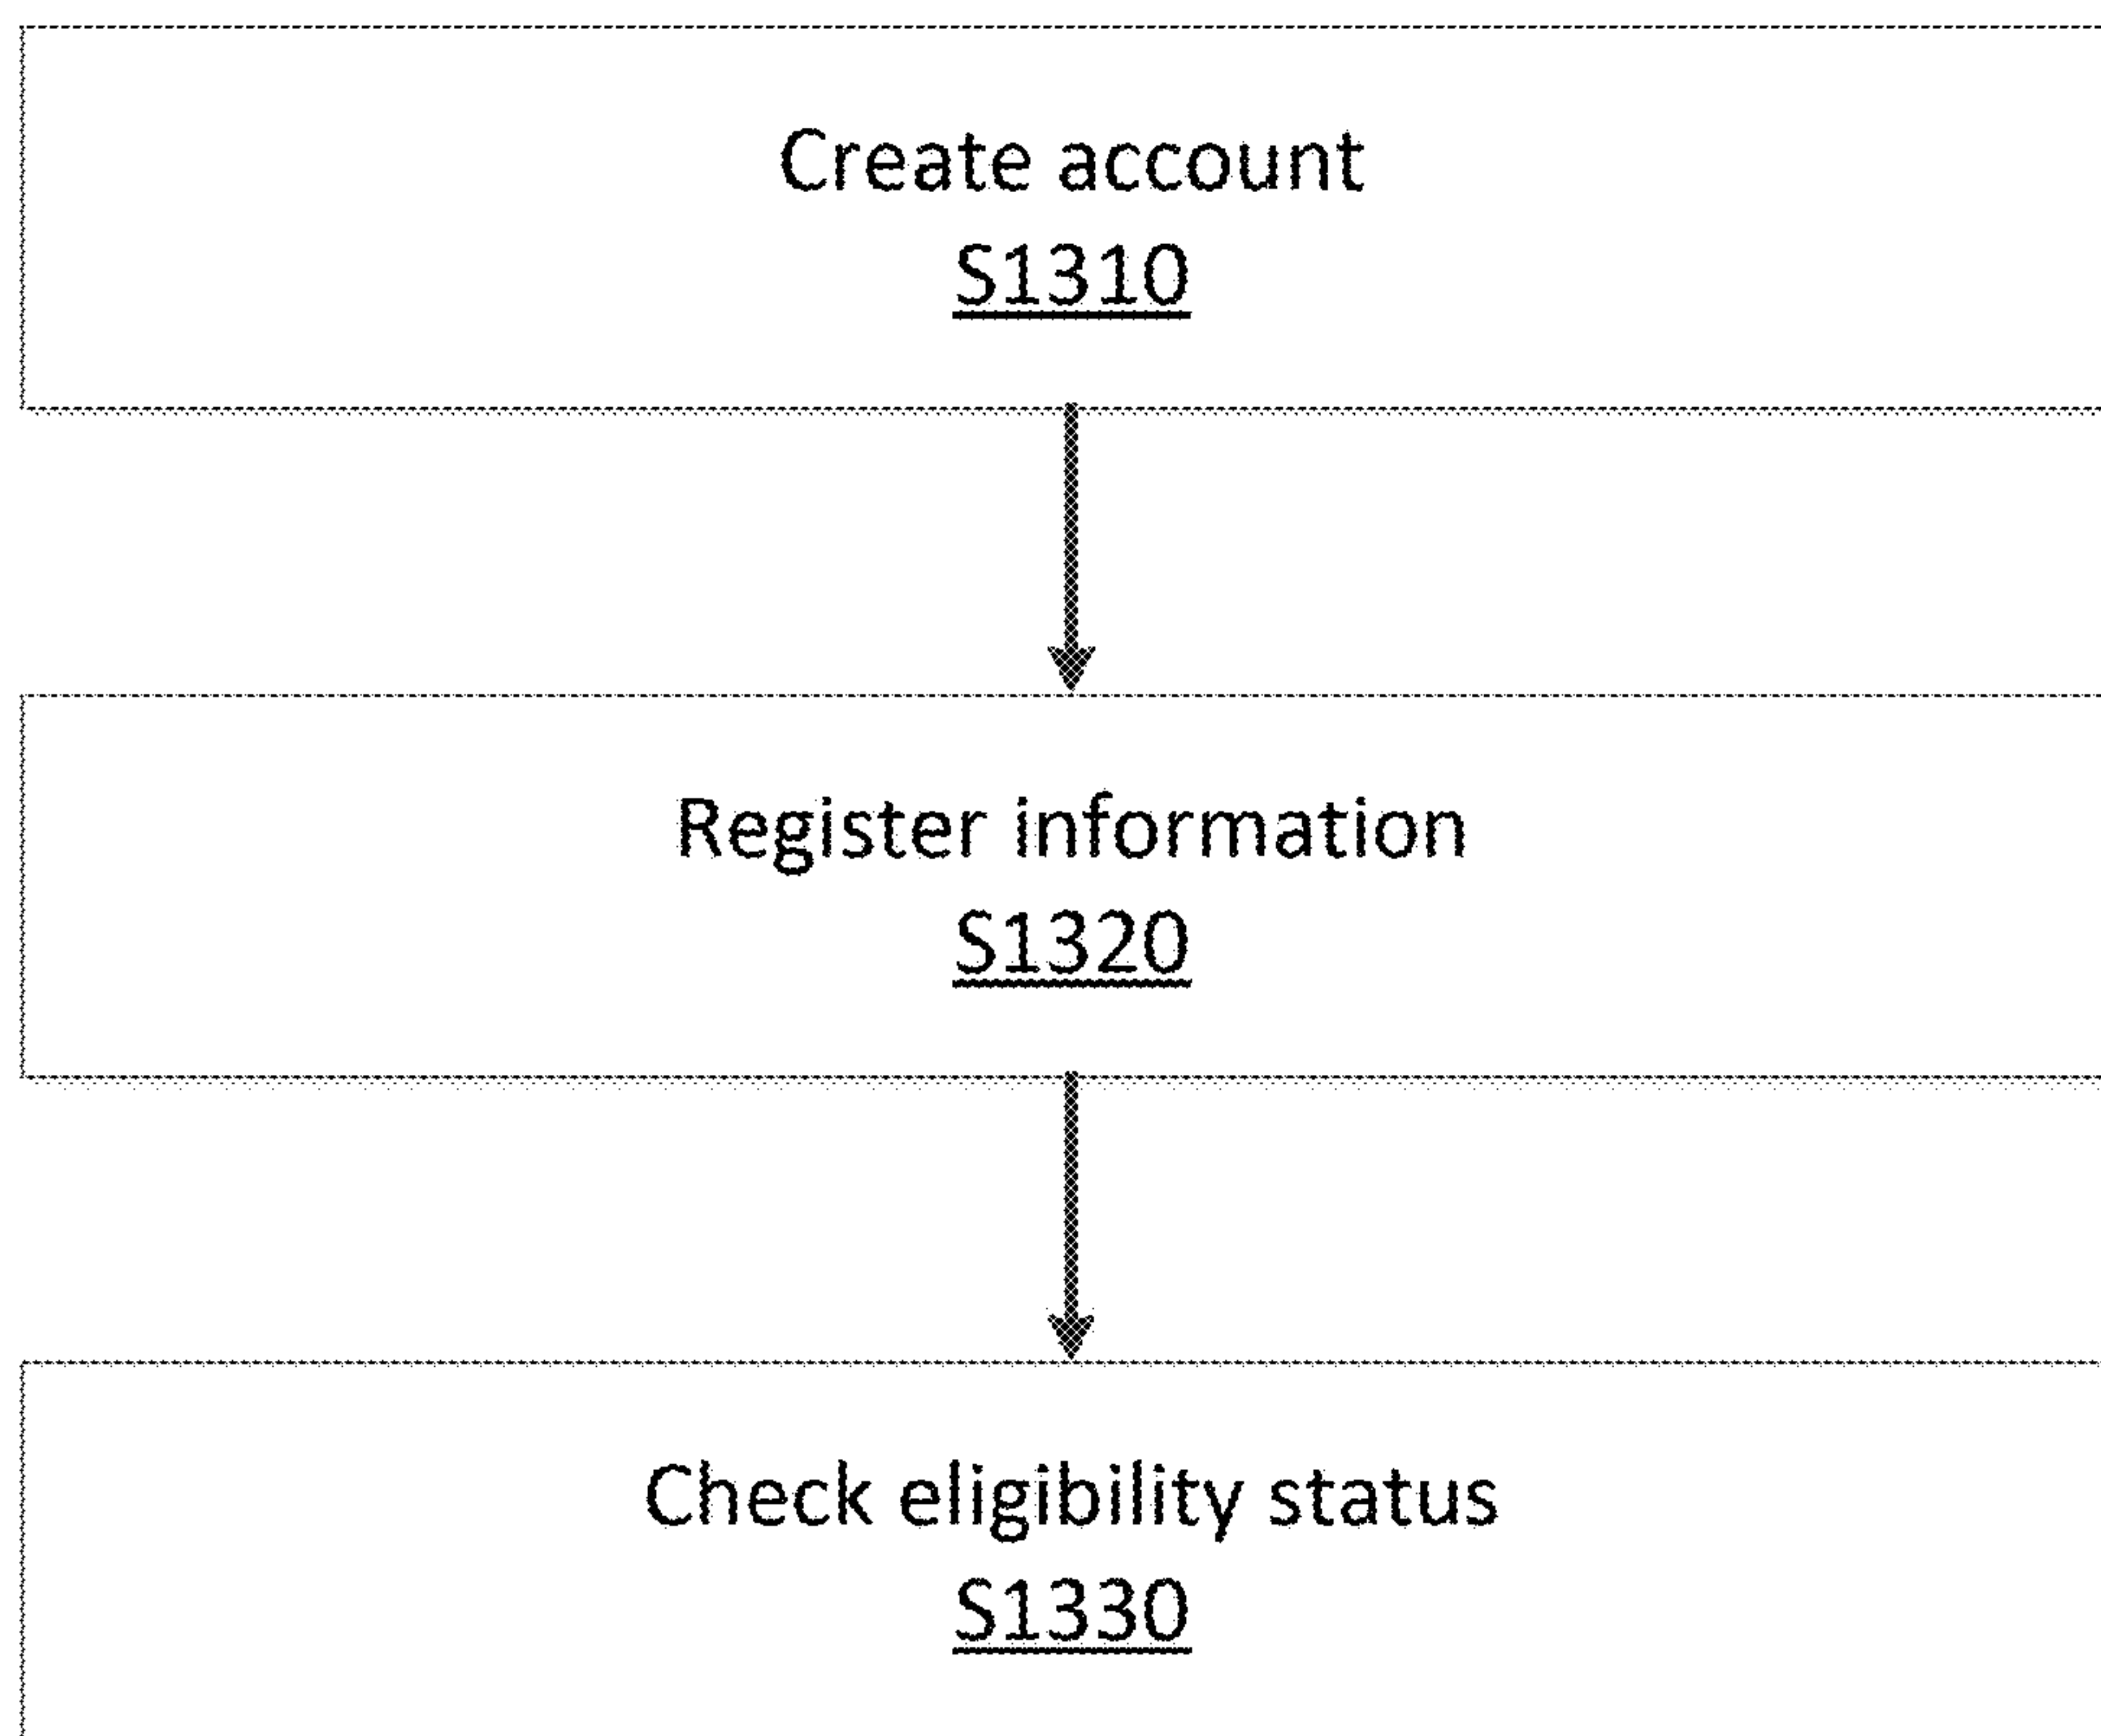 Create account
S1310
Register information
S1320
Check eligibility status
S1330